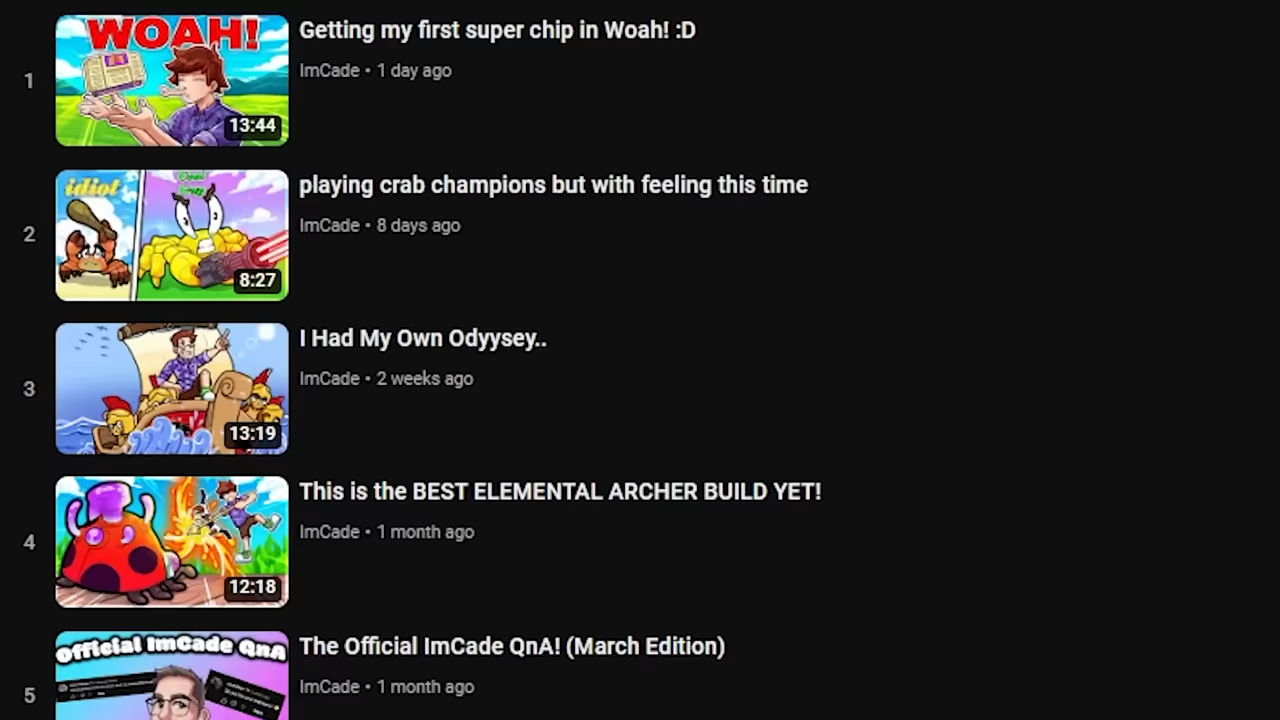 1
WOAH!
13:44
Getting my first super chip in Woah! :D
ImCade • 1 day ago
2
idiot
8:27
playing crab champions but with feeling this time
ImCade • 8 days ago
3
13:19
I Had My Own Odyysey..
ImCade • 2 weeks ago
4
12:18
This is the BEST ELEMENTAL ARCHER BUILD YET!
ImCade • 1 month ago
5
official ImCade QnA
The Official ImCade QnA! (March Edition)
ImCade • 1 month ago